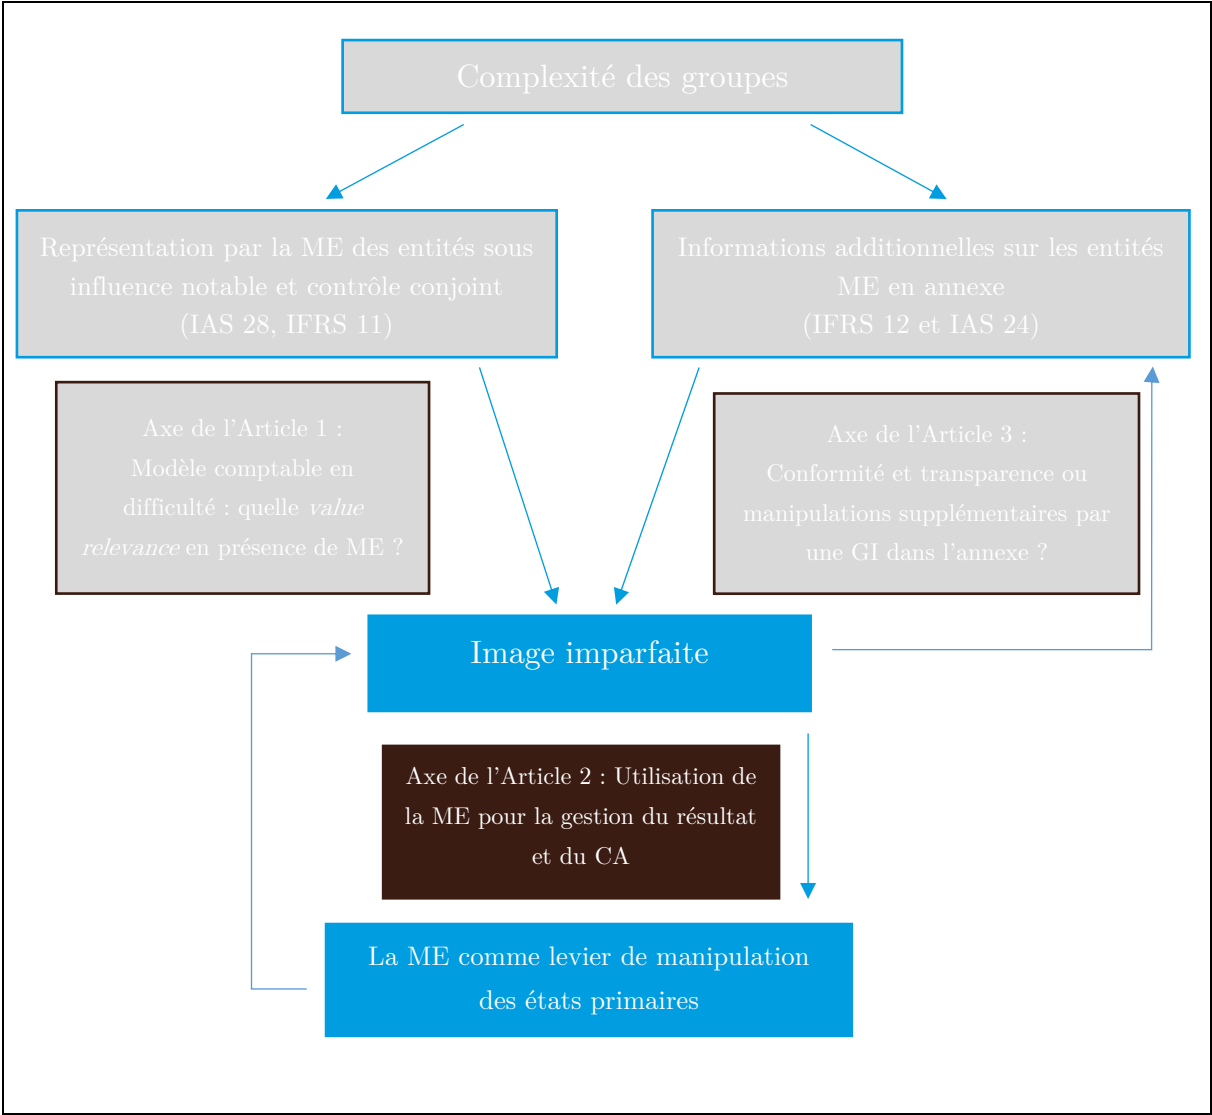 Complexité des groupes
Représentation par la ME des entités sous
influence notable et contrôle conjoint
(IAS 28, IFRS 11)
Informations additionnelles sur les entités
ME en annexe
(IFRS 12 et IAS 24)
Axe de l'Article 1 :
Modèle comptable en
difficulté : quelle value
relevance en présence de ME ?
Axe de l'Article 3 :
Conformité et transparence ou
manipulations supplémentaires par
une GI dans l'annexe ?
Image imparfaite
Axe de l'Article 2 : Utilisation de
la ME pour la gestion du résultat
et du CA
La ME comme levier de manipulation
des états primaires